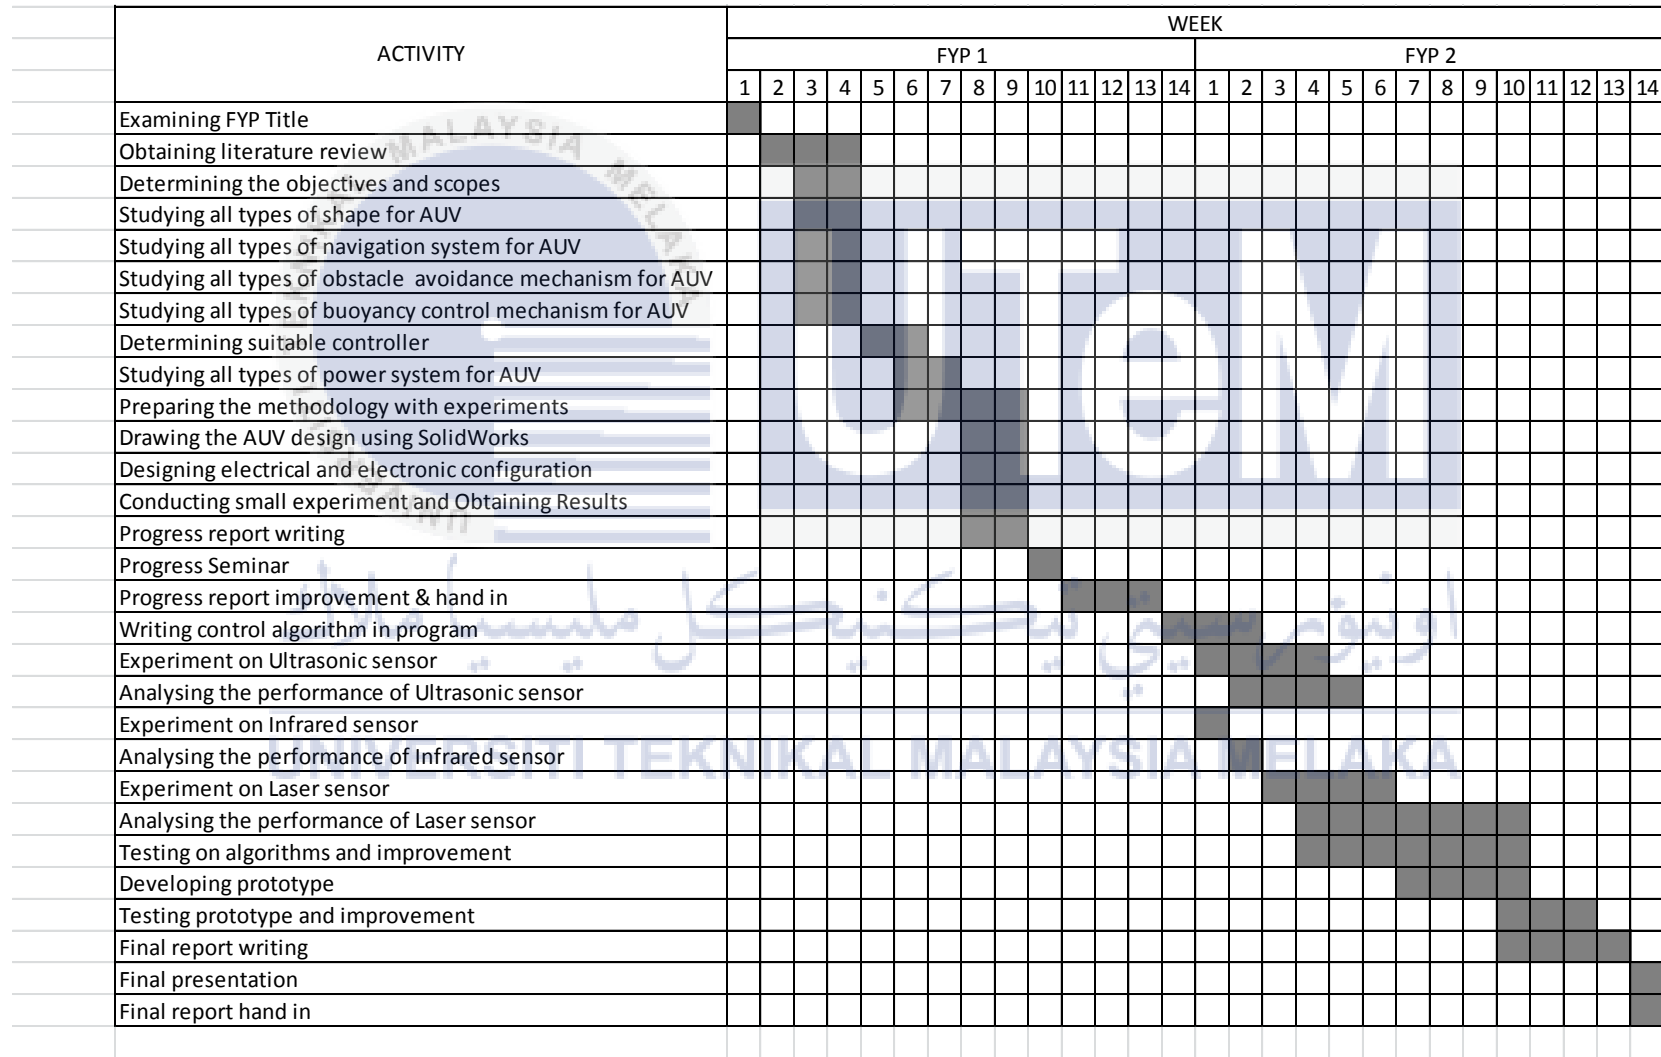 WEEK
ACTIVITY
FYP 1 FYP 2
1 2 3 4 5 6 7 8 9 10 11 12 13 14 1 2 3 4 5 6 7 8 9 10 11 12 13 14
Examining FYP Title
Obtaining literature review
Determining the objectives and scopes
Studying all types of shape for AUV
Studying all types of navigation system for AUV
Studying all types of obstacle avoidance mechanism for AUV
Studying all types of buoyancy control mechanism for AUV
Determining suitable controller
Studying all types of power system for AUV
Preparing the methodology with experiments
Drawing the AUV design using SolidWorks
Designing electrical and electronic configuration
Conducting small experiment and Obtaining Results
Progress report writing
Progress Seminar
Progress report improvement & hand in
Writing control algorithm in program
Experiment on Ultrasonic sensor
Analysing the performance of Ultrasonic sensor
Experiment on Infrared sensor
Analysing the performance of Infrared sensor
Experiment on Laser sensor
Analysing the performance of Laser sensor
Testing on algorithms and improvement
Developing prototype
Testing prototype and improvement
Final report writing
Final presentation
Final report hand in
UNIVERSITI TEKNIKAL MALAYSIA MELAKA
UTeM
اونيۏرسيتي تيكنيكل مليسيا ملاك
UNIVERSITI TEKNIKAL MALAYSIA MELAKA